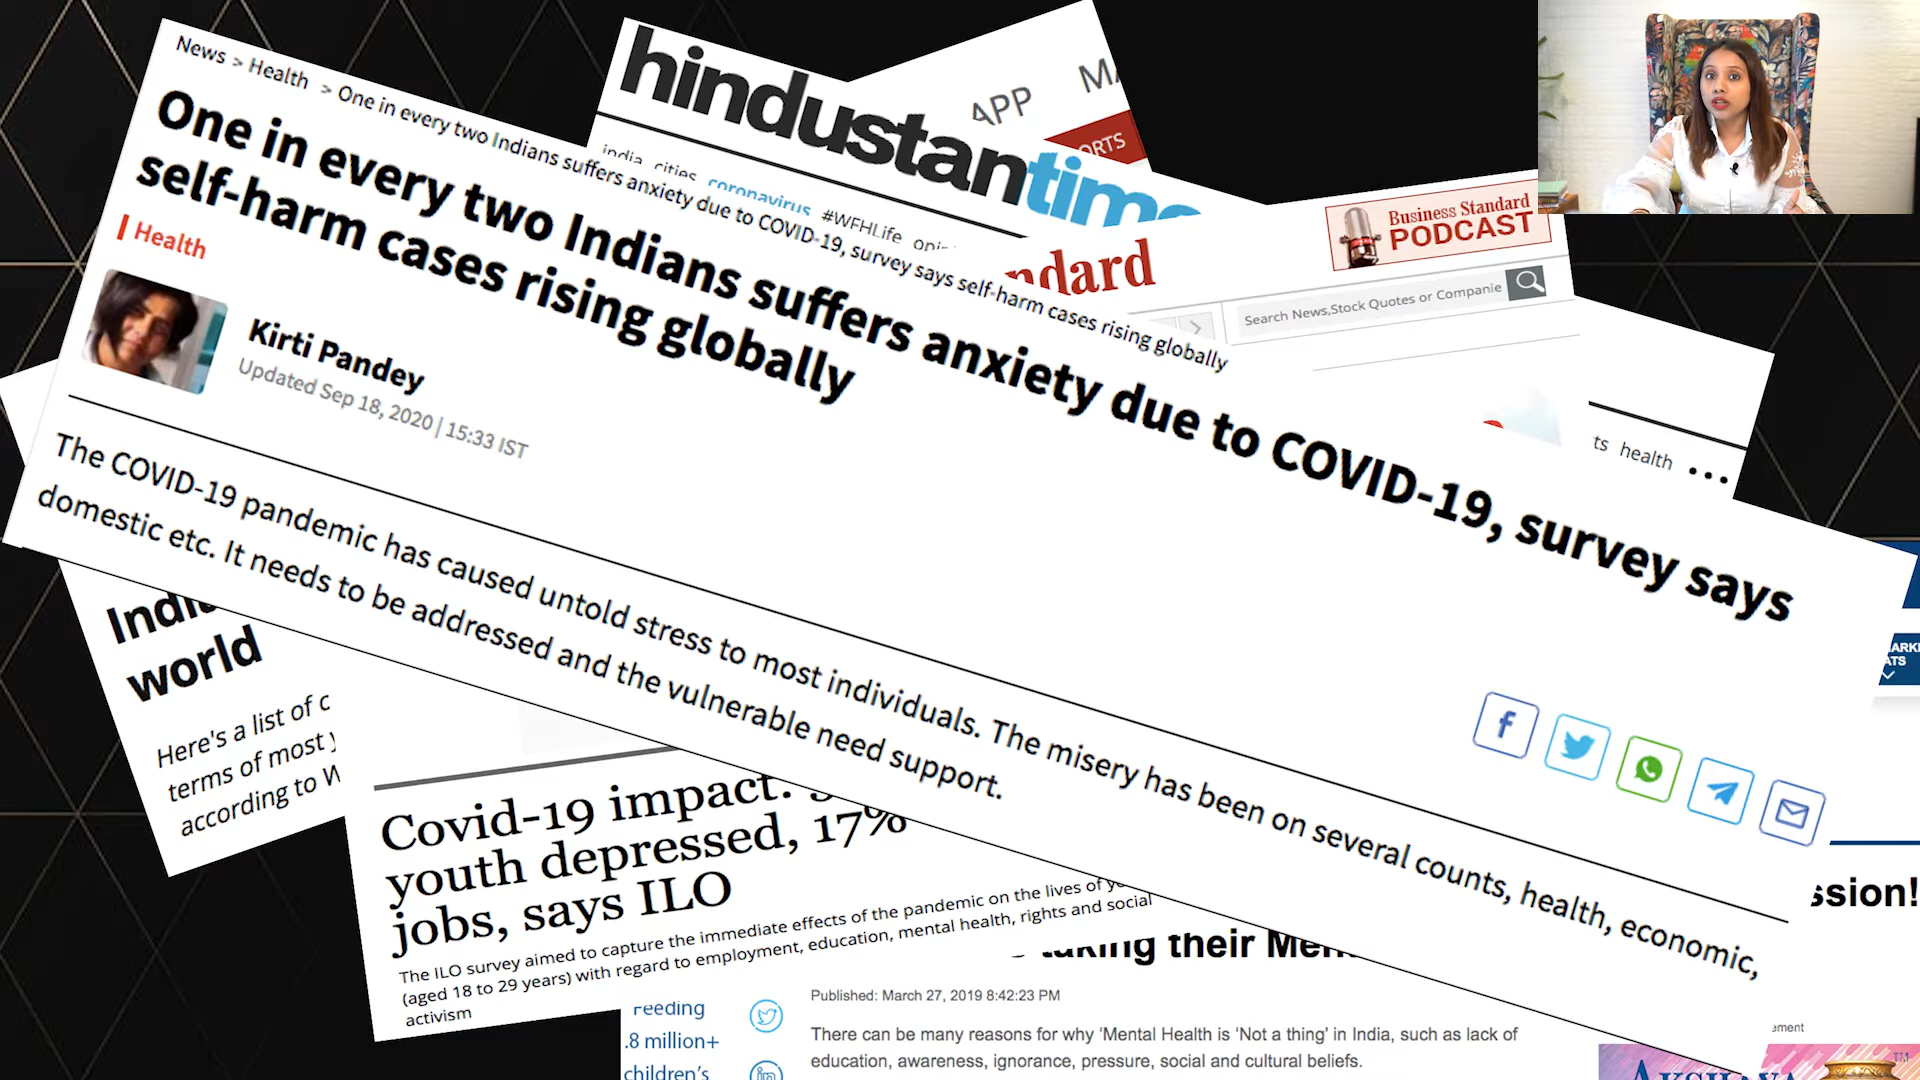 News > Health > One in every two Indians suffers anxiety due to COVID-19, survey says self-harm cases rising globally
One in every two Indians suffers anxiety due to COVID-19, survey says
self-harm cases rising globally
Health
Kirti Pandey
Updated Sep 18, 2020 | 15:33 IST
The COVID-19 pandemic has caused untold stress to most individuals. The misery has been on several counts, health, economic,
domestic etc. It needs to be addressed and the vulnerable need support.
hindustan
india cities coronavirus #WFHLife
APP
Business Standard
PODCAST
Search News,Stock Quotes or Companie
health
world
Here's a list of
terms of most
according to
Covid-19 impact:
youth depressed, 17%
jobs, says ILO
The ILO survey aimed to capture the immediate effects of the pandemic on the lives of
(aged 18 to 29 years) with regard to employment, education, mental health, rights and social
activism
taking their
Published: March 27, 2019 8:42:23 PM
There can be many reasons for why 'Mental Health is 'Not a thing' in India, such as lack of
education, awareness, ignorance, pressure, social and cultural beliefs.
Feeding
.8 million+
children's